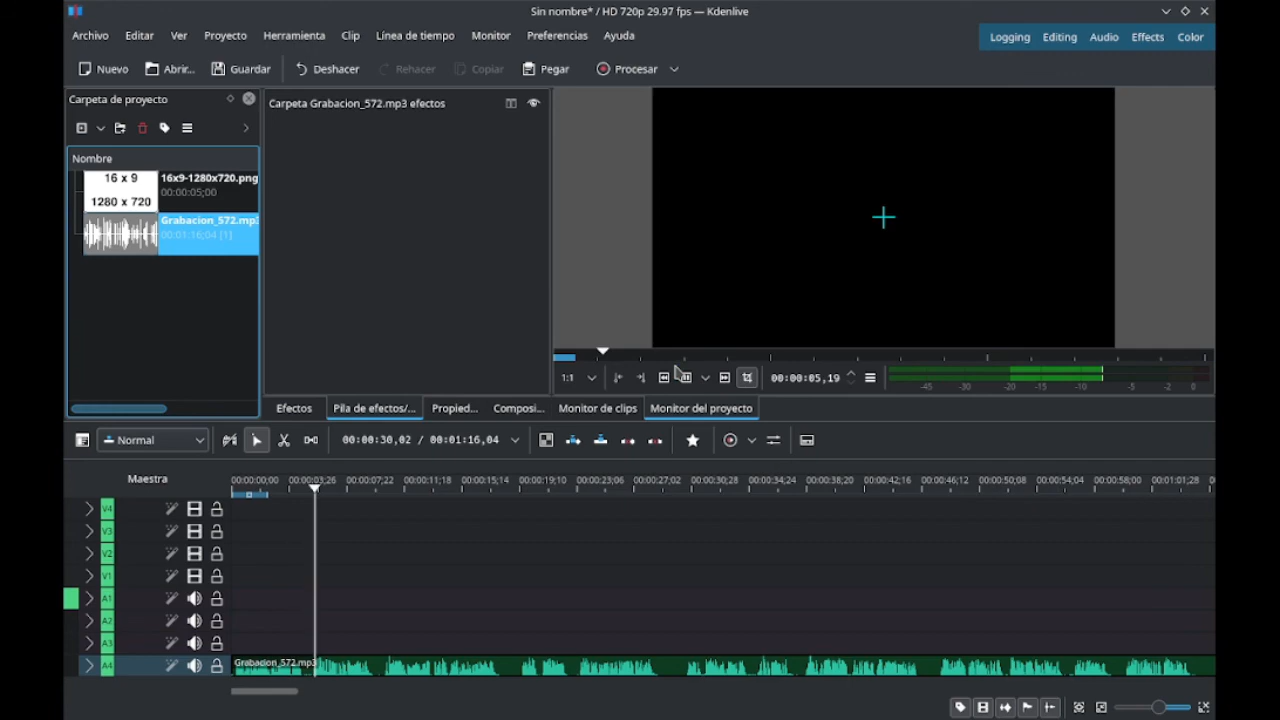 Sin nombre* / HD 720p 29.97 fps — Kdenlive
Archivo Editar Ver Proyecto Herramienta Clip Línea de tiempo Monitor Preferencias Ayuda
Logging Editing Audio Effects Color
Nuevo Abrir... Guardar Deshacer Rehacer Copiar Pegar Procesar
Carpeta de proyecto
Carpeta Grabacion_572.mp3 efectos
Nombre
16 x 9
1280 x 720
16x9-1280x720.png
00:00:05;00
Grabacion_572.mp3
00:01:16;04 [1]
1:1
00:00:05,19
-45 -30 -20 -15 -10 -5 -2 0
Efectos Pila de efectos/... Propied... Composi... Monitor de clips Monitor del proyecto
Normal
00:00:30,02 / 00:01:16,04
Maestra
00:00:00;00 00:00:03;26 00:00:07;22 00:00:11;18 00:00:15;14 00:00:19;10 00:00:23;06 00:00:27;02 00:00:30;28 00:00:34;24 00:00:38;20 00:00:42;16 00:00:46;12 00:00:50;08 00:00:54;04 00:00:58;00 00:01:01;28
V4
V3
V2
V1
A1
A2
A3
A4
Grabacion_572.mp3